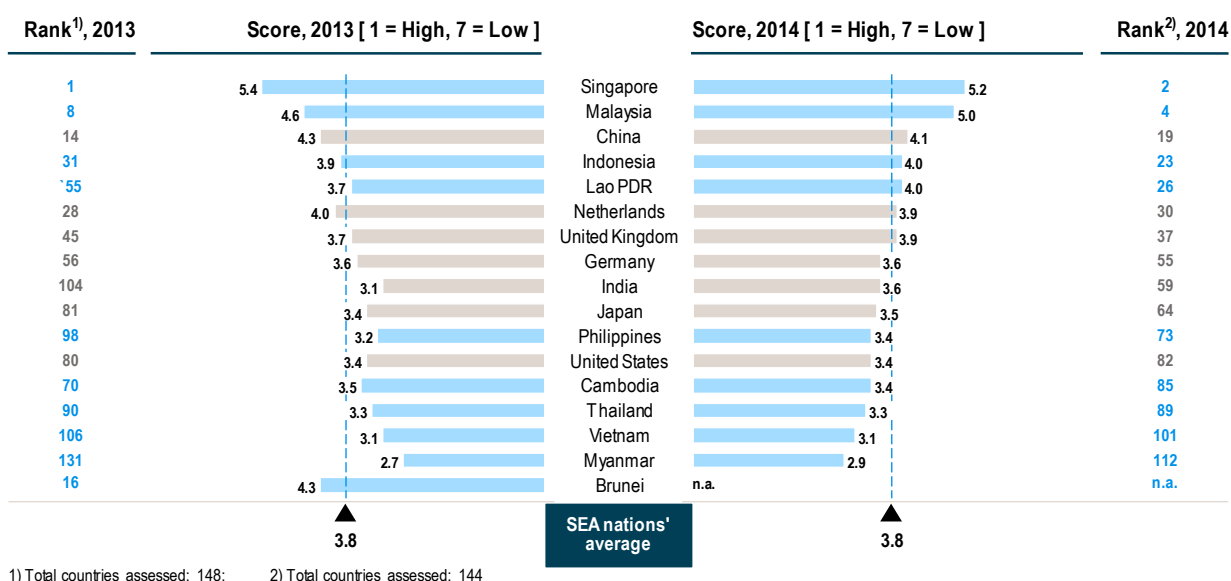 Rank1), 2013 Score, 2013 [ 1 = High, 7 = Low ] Score, 2014 [ 1 = High, 7 = Low ] Rank2), 2014
1 5.4 Singapore 5.2 2
8 4.6 Malaysia 5.0 4
14 4.3 China 4.1 19
31 3.9 Indonesia 4.0 23
`55 3.7 Lao PDR 4.0 26
28 4.0 Netherlands 3.9 30
45 3.7 United Kingdom 3.9 37
56 3.6 Germany 3.6 55
104 3.1 India 3.6 59
81 3.4 Japan 3.5 64
98 3.2 Philippines 3.4 73
80 3.4 United States 3.4 82
70 3.5 Cambodia 3.4 85
90 3.3 Thailand 3.3 89
106 3.1 Vietnam 3.1 101
131 2.7 Myanmar 2.9 112
16 4.3 Brunei n.a. n.a.
SEA nations'
average
3.8 3.8
1) Total countries assessed: 148; 2) Total countries assessed: 144